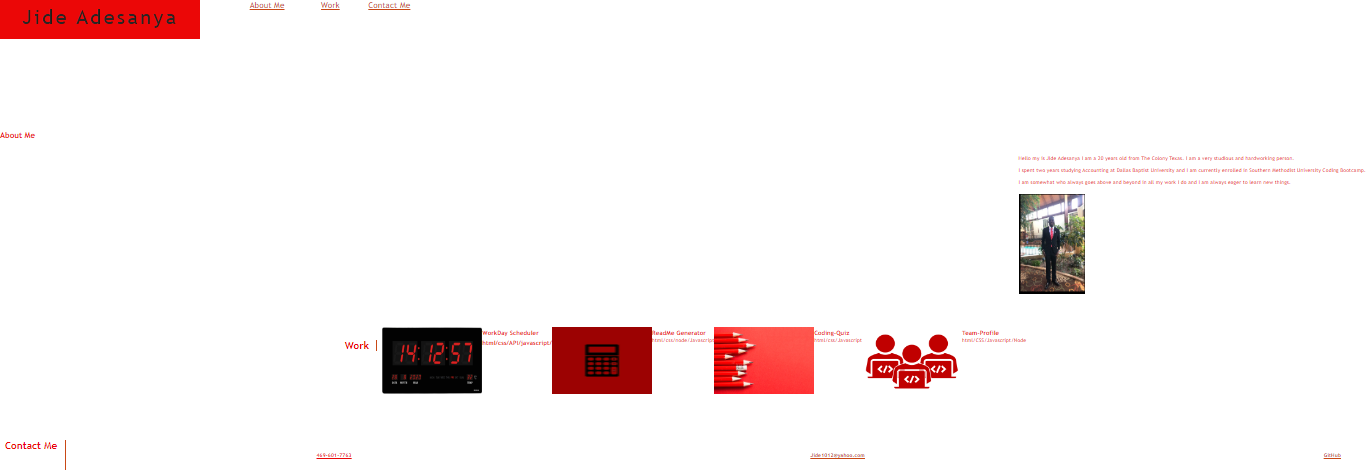 Jide Adesanya
About Me
Work
Contact Me
About Me
Hello my is Jide Adesanya I am a 20 years old from The Colony Texas. I am a very studious and hardworking person.
I spent two years studying Accounting at Dallas Baptist University and I am currently enrolled in Southern Methodist University Coding Bootcamp.
I am somewhat who always goes above and beyond in all my work I do and I am always eager to learn new things.
Work
14:12:57
WorkDay Scheduler
html/css/API/javascript/
ReadMe Generator
html/css/node/Javascript
Coding-Quiz
html/css/Javascript
</>
</>
</>
Team-Profile
html/CSS/Javascript/Node
Contact Me
469-601-7763
Jide1012@yahoo.com
GitHub